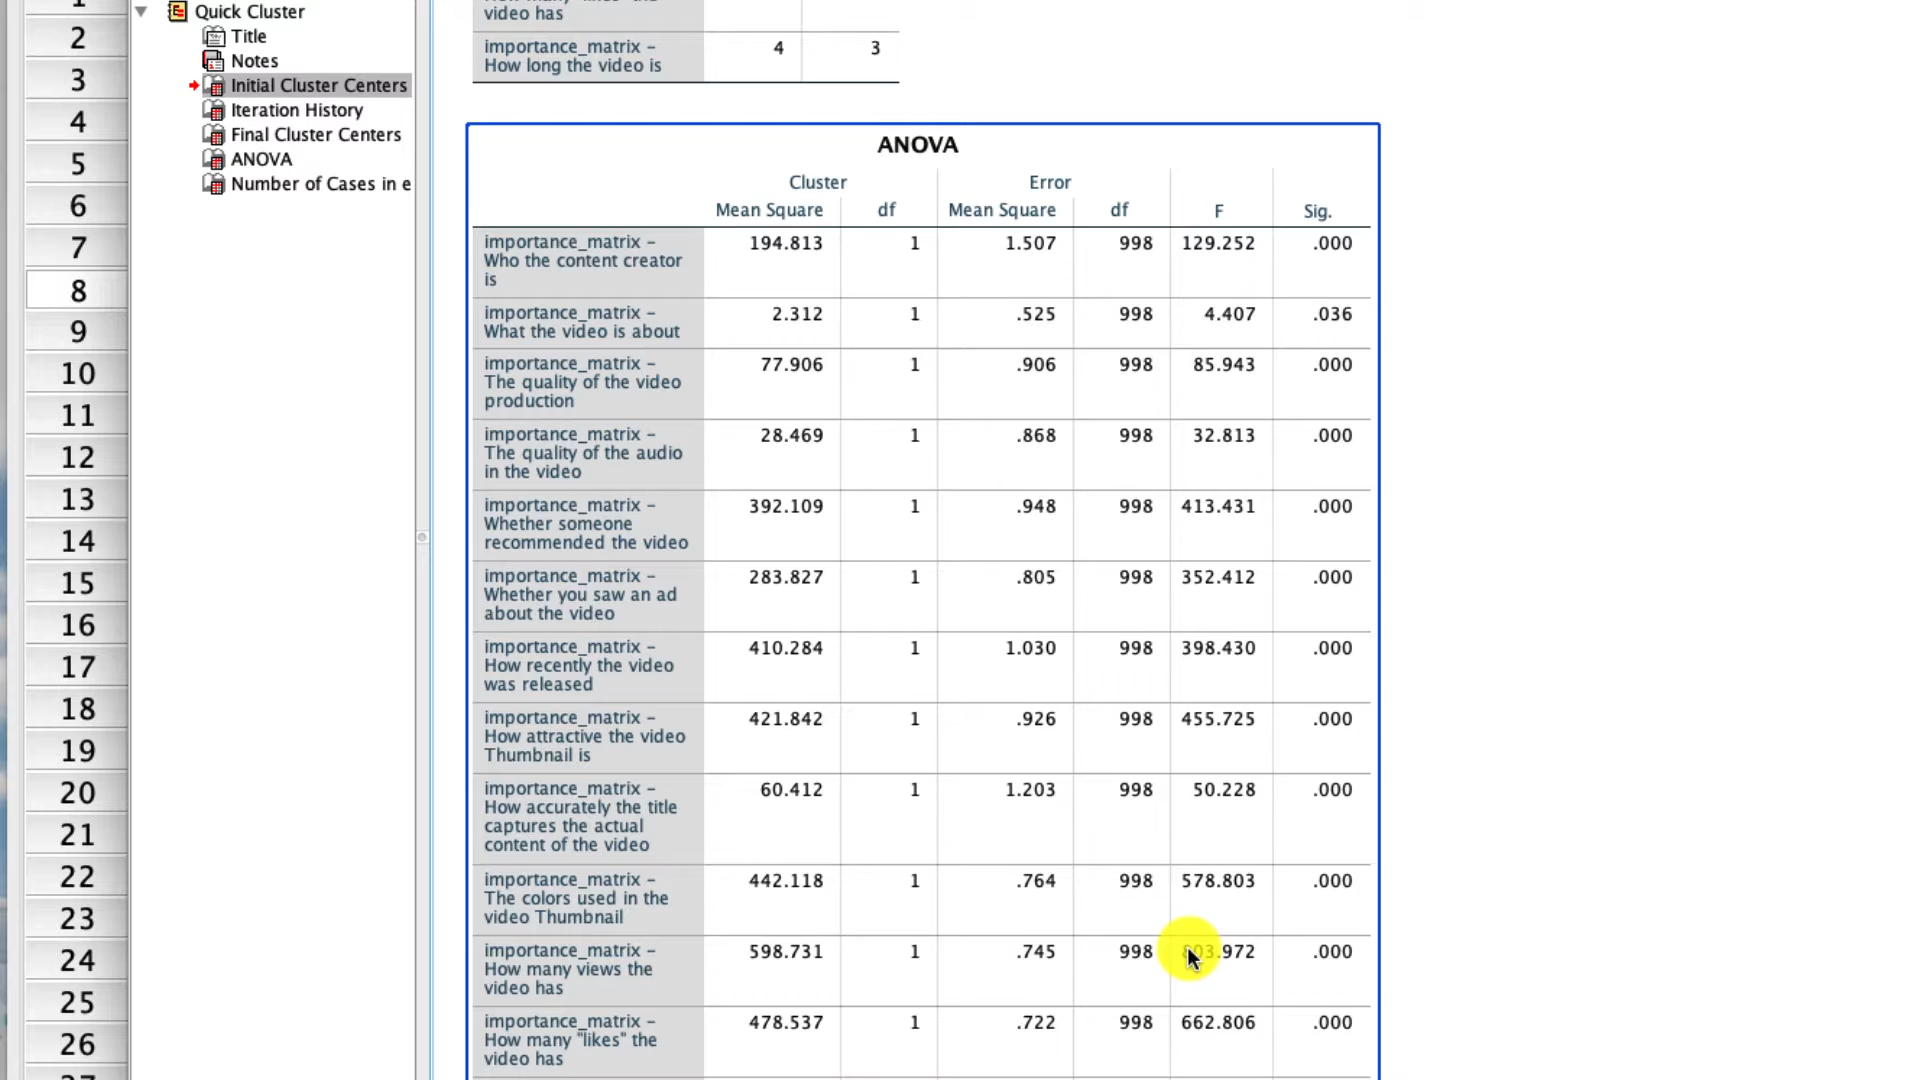 1
2
3
4
5
6
7
8
9
10
11
12
13
14
15
16
17
18
19
20
21
22
23
24
25
26
Quick Cluster
Title
Notes
Initial Cluster Centers
Iteration History
Final Cluster Centers
ANOVA
Number of Cases in e
video has
importance_matrix – 4 3
How long the video is
ANOVA
Cluster Error
Mean Square df Mean Square df F Sig.
importance_matrix – 194.813 1 1.507 998 129.252 .000
Who the content creator
is
importance_matrix – 2.312 1 .525 998 4.407 .036
What the video is about
importance_matrix – 77.906 1 .906 998 85.943 .000
The quality of the video
production
importance_matrix – 28.469 1 .868 998 32.813 .000
The quality of the audio
in the video
importance_matrix – 392.109 1 .948 998 413.431 .000
Whether someone
recommended the video
importance_matrix – 283.827 1 .805 998 352.412 .000
Whether you saw an ad
about the video
importance_matrix – 410.284 1 1.030 998 398.430 .000
How recently the video
was released
importance_matrix – 421.842 1 .926 998 455.725 .000
How attractive the video
Thumbnail is
importance_matrix – 60.412 1 1.203 998 50.228 .000
How accurately the title
captures the actual
content of the video
importance_matrix – 442.118 1 .764 998 578.803 .000
The colors used in the
video Thumbnail
importance_matrix – 598.731 1 .745 998 803.972 .000
How many views the
video has
importance_matrix – 478.537 1 .722 998 662.806 .000
How many "likes" the
video has